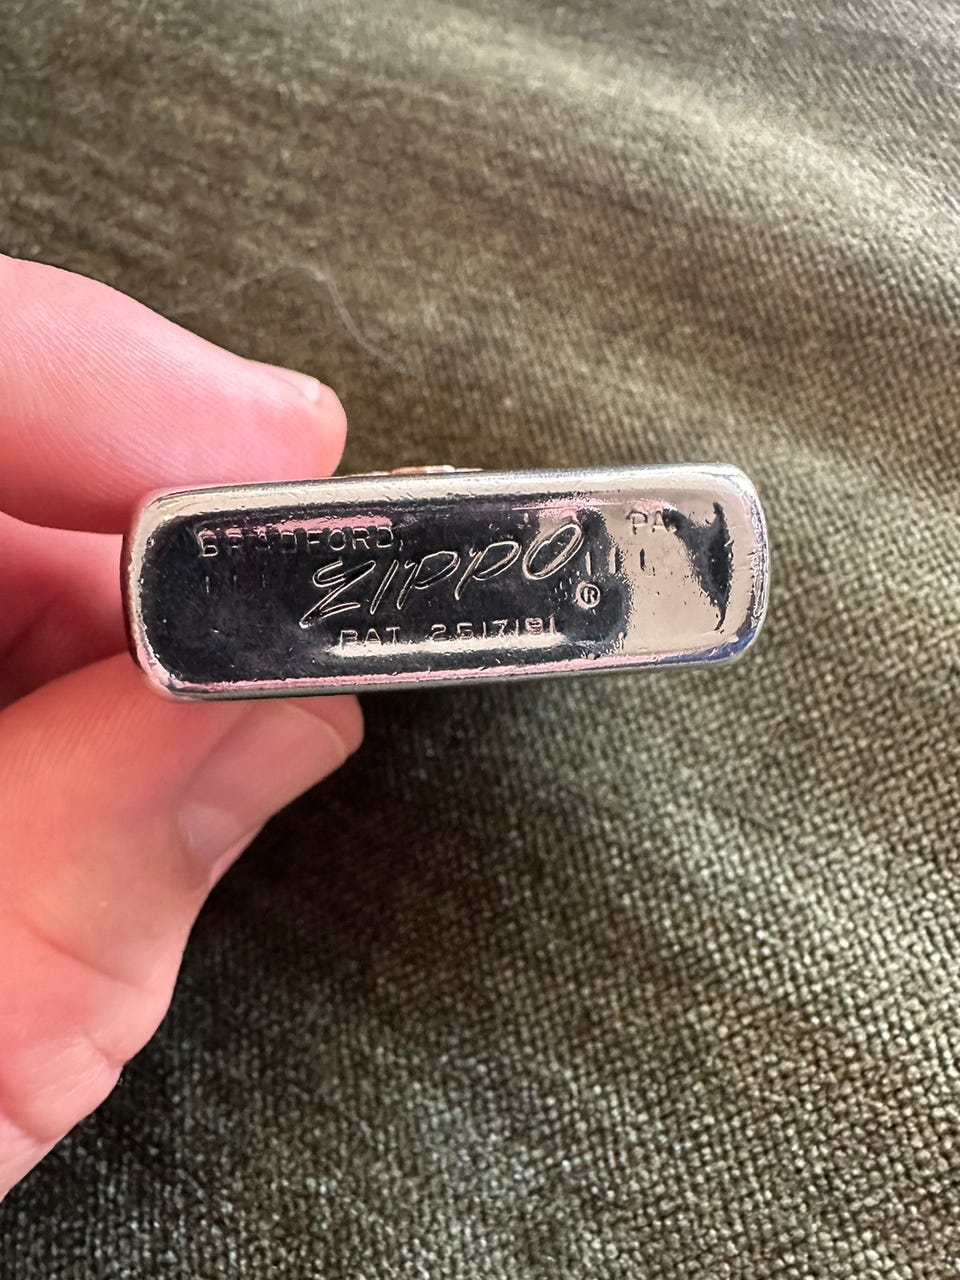 BRADFORD, PA.
Zippo ®
PAT. 2517191